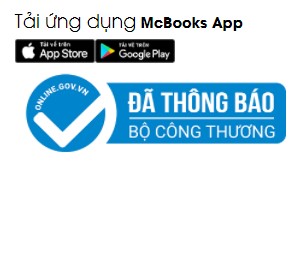 Tải ứng dụng McBooks App
Tải về trên
App Store
TẢI VỀ TRÊN
Google Play
ONLINE.GOV.VN
ĐÃ THÔNG BÁO
BỘ CÔNG THƯƠNG